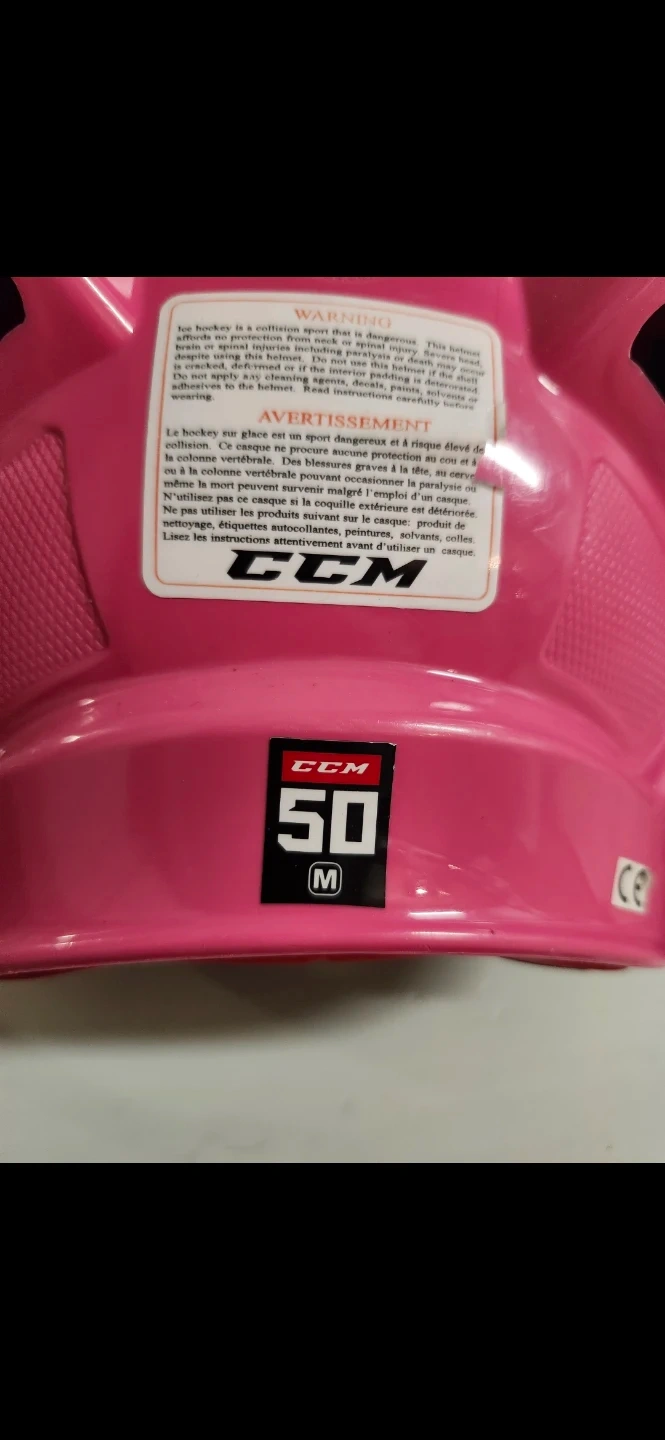 WARNING
Ice hockey is a collision sport that is dangerous. This helmet
affords no protection from neck or spinal injury. Severe head,
brain or spinal injuries including paralysis or death may occur
despite using this helmet. Do not use this helmet if the shell
is cracked, deformed or if the interior padding is deteriorated.
Do not apply any cleaning agents, decals, paints, solvents or
adhesives to the helmet. Read instructions carefully before
wearing.
AVERTISSEMENT
Le hockey sur glace est un sport dangereux et à risque élevé de
collision. Ce casque ne procure aucune protection au cou et à
la colonne vertébrale. Des blessures graves à la tête, au cerve
ou à la colonne vertébrale pouvant occasionner la paralysie ou
même la mort peuvent survenir malgré l'emploi d'un casque.
N'utilisez pas ce casque si la coquille extérieure est détériorée.
Ne pas utiliser les produits suivant sur le casque: produit de
nettoyage, étiquettes autocollantes, peintures, solvants, colles.
Lisez les instructions attentivement avant d'utiliser un casque.
CCM
CCM
50
M
CE